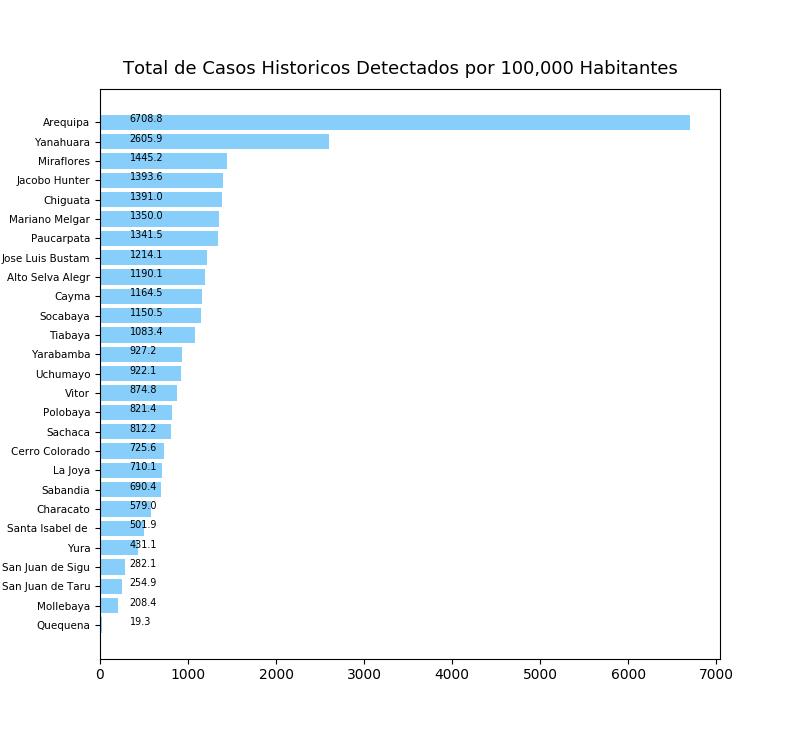 Total de Casos Historicos Detectados por 100,000 Habitantes
Arequipa 6708.8
Yanahuara 2605.9
Miraflores 1445.2
Jacobo Hunter 1393.6
Chiguata 1391.0
Mariano Melgar 1350.0
Paucarpata 1341.5
Jose Luis Bustam 1214.1
Alto Selva Alegr 1190.1
Cayma 1164.5
Socabaya 1150.5
Tiabaya 1083.4
Yarabamba 927.2
Uchumayo 922.1
Vitor 874.8
Polobaya 821.4
Sachaca 812.2
Cerro Colorado 725.6
La Joya 710.1
Sabandia 690.4
Characato 579.0
Santa Isabel de 501.9
Yura 431.1
San Juan de Sigu 282.1
San Juan de Taru 254.9
Mollebaya 208.4
Quequena 19.3
0 1000 2000 3000 4000 5000 6000 7000